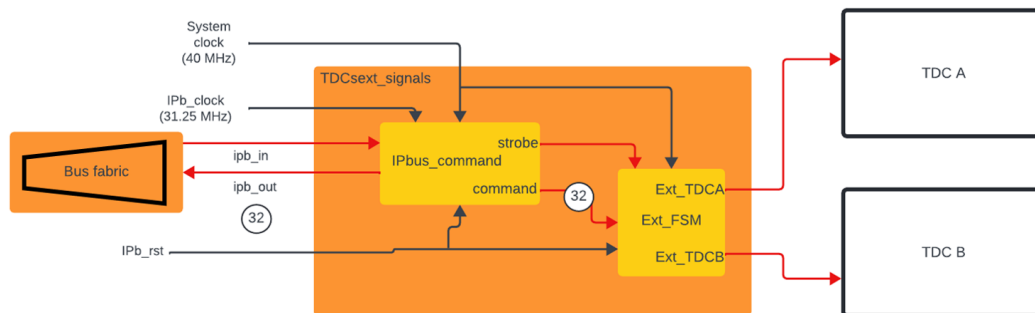 System
clock
(40 MHz)
TDCsext_signals
TDC A
IPb_clock
(31.25 MHz)
ipb_in
strobe
IPbus_command
Bus fabric
ipb_out
command
32
32
Ext_TDCA
Ext_FSM
Ext_TDCB
IPb_rst
TDC B